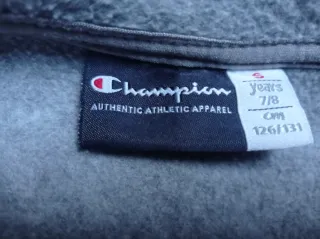 Champion
AUTHENTIC ATHLETIC APPAREL
S
years
7/8
cm
126/131